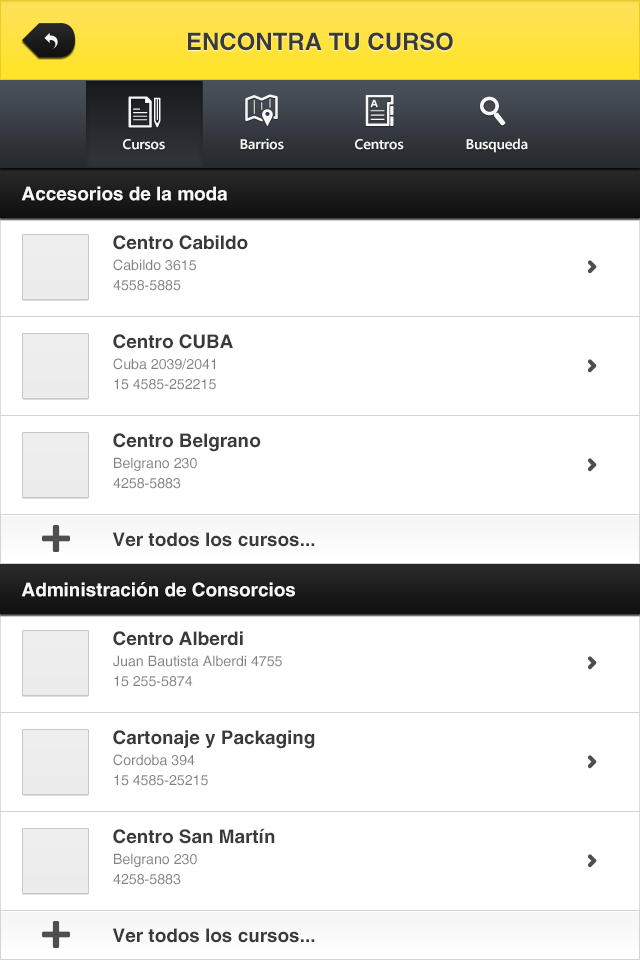 ENCONTRA TU CURSO
Cursos
Barrios
Centros
Busqueda
Accesorios de la moda
Centro Cabildo
Cabildo 3615
4558-5885
Centro CUBA
Cuba 2039/2041
15 4585-252215
Centro Belgrano
Belgrano 230
4258-5883
Ver todos los cursos...
Administración de Consorcios
Centro Alberdi
Juan Bautista Alberdi 4755
15 255-5874
Cartonaje y Packaging
Cordoba 394
15 4585-25215
Centro San Martín
Belgrano 230
4258-5883
Ver todos los cursos...